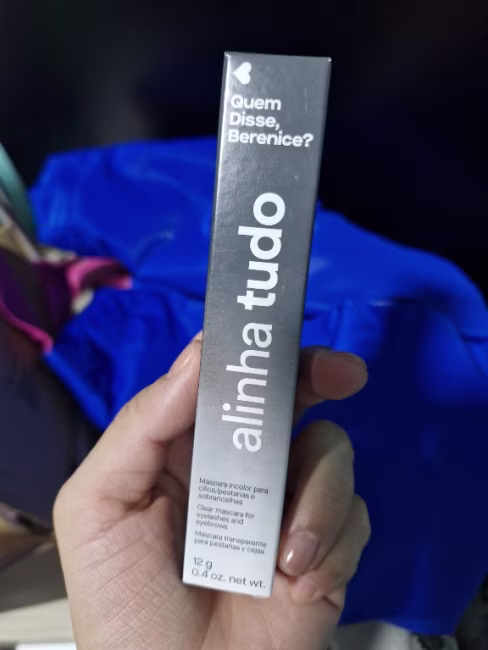 Quem
Disse,
Berenice?
alinha tudo
Máscara incolor para
cílios/pestanas e
sobrancelhas
Clear mascara for
eyelashes and
eyebrows
Máscara transparente
para pestañas y cejas
12 g
0.4 oz. net wt.